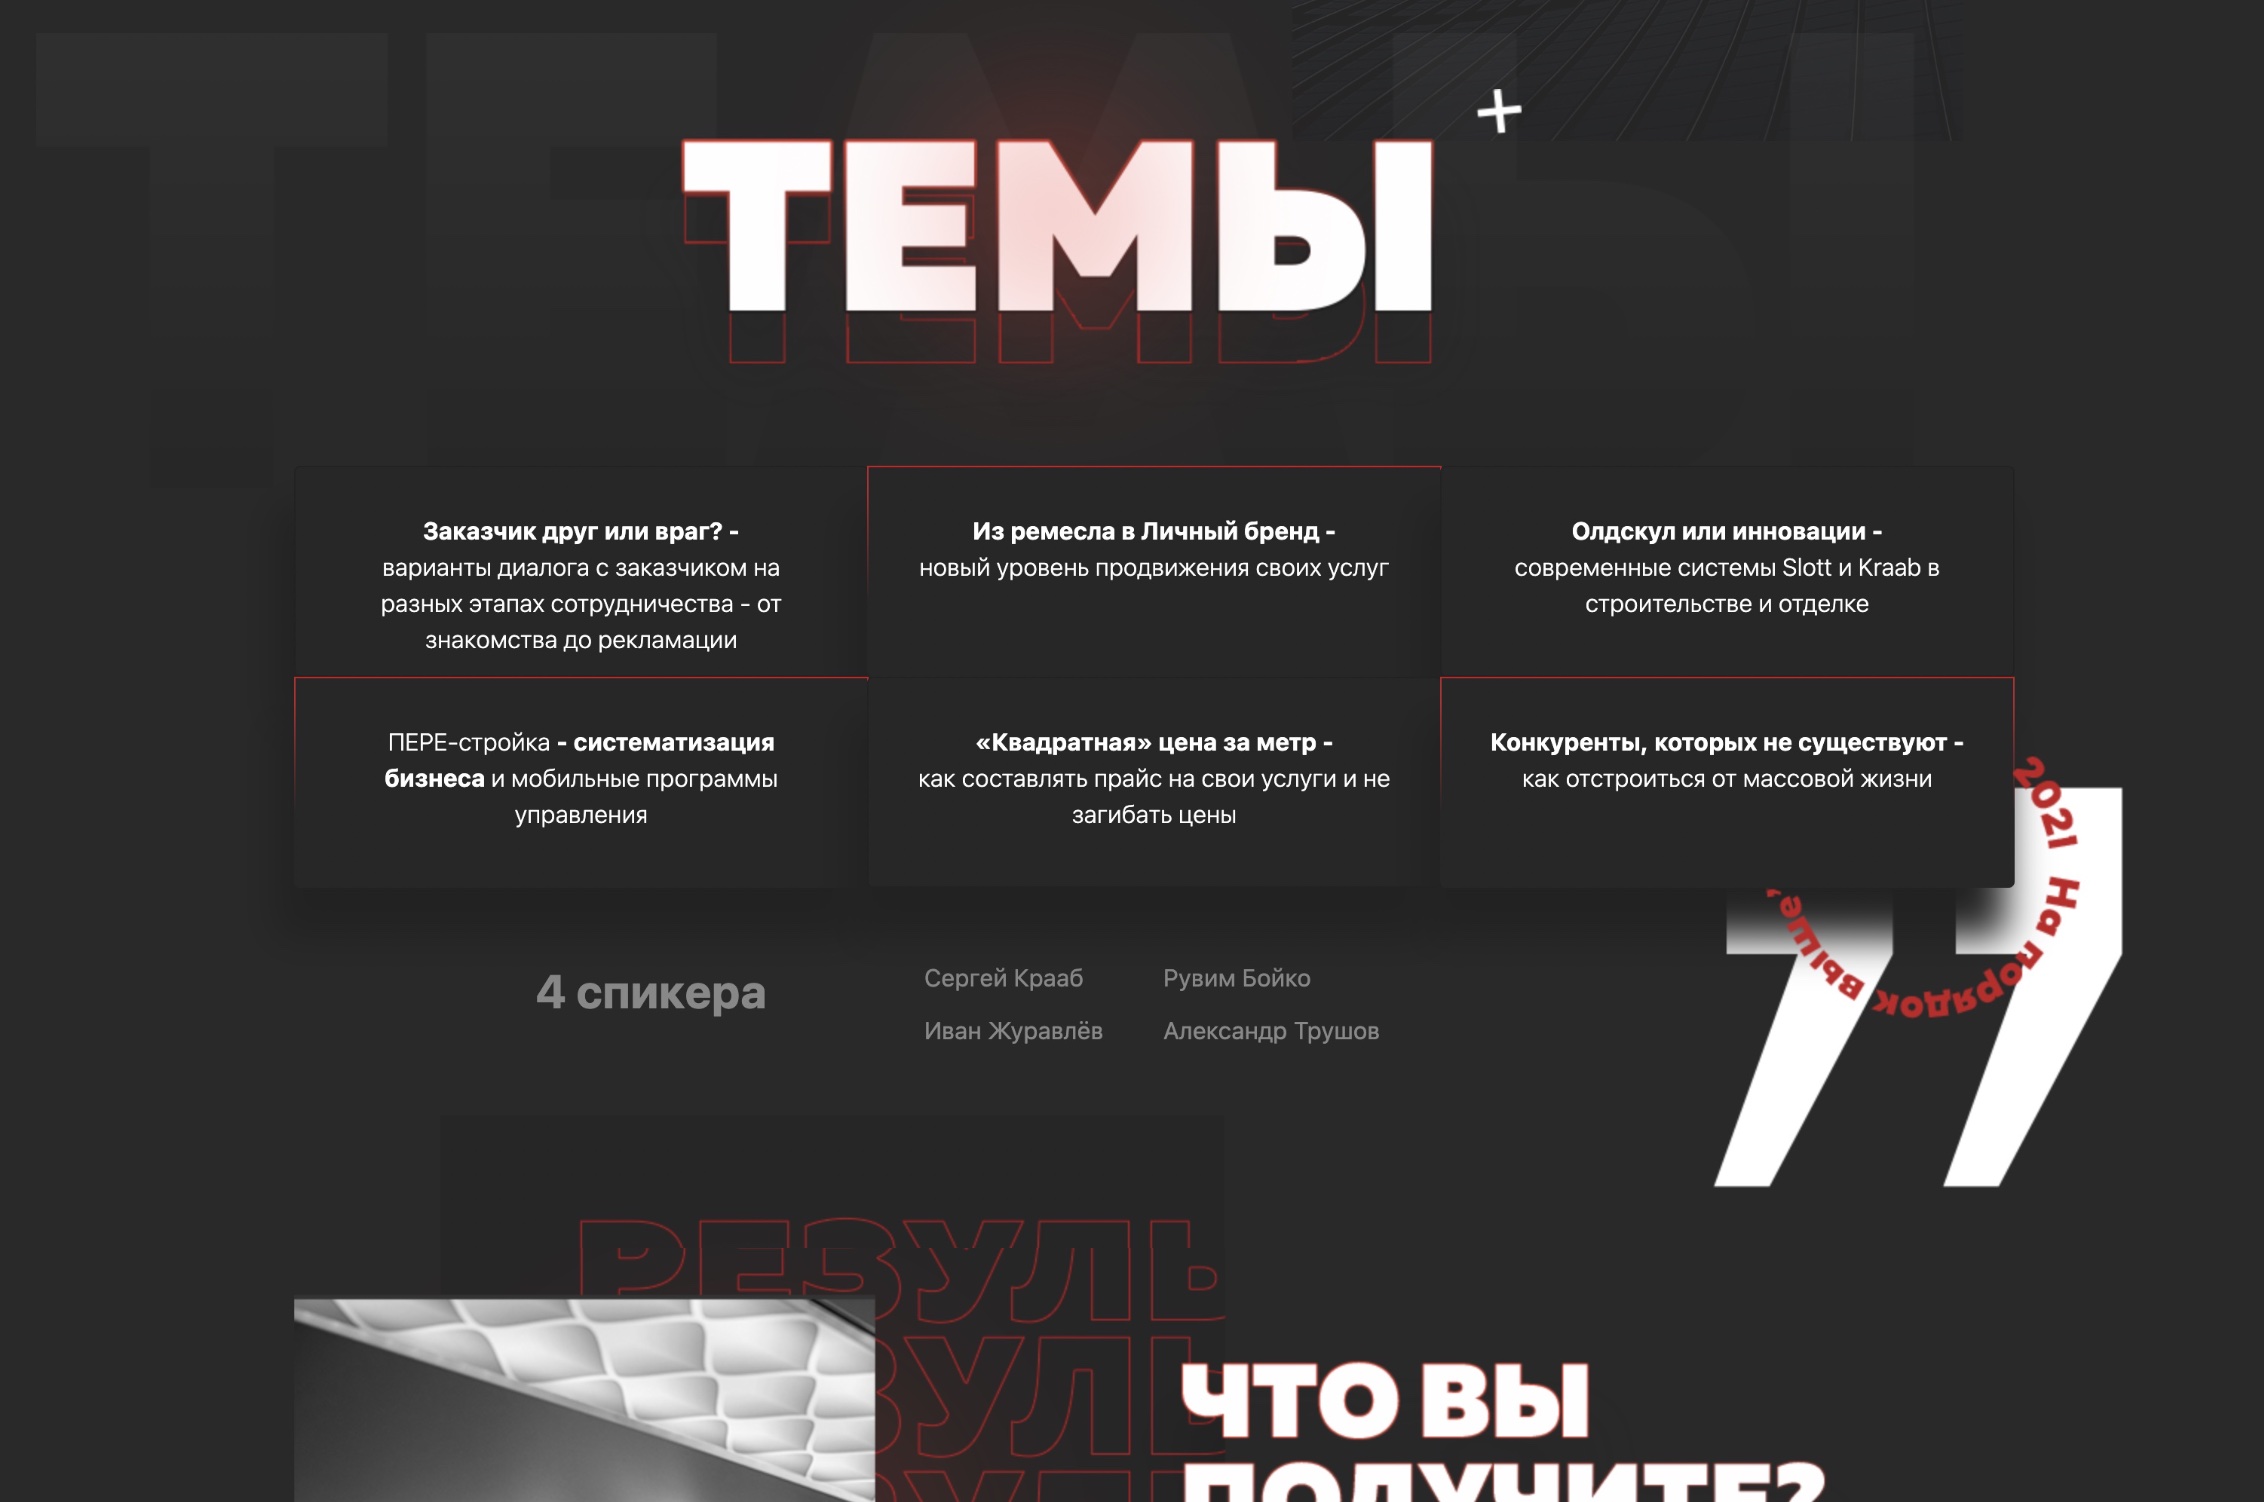 ТЕМЫ
Заказчик друг или враг? -
варианты диалога с заказчиком на
разных этапах сотрудничества - от
знакомства до рекламации
Из ремесла в Личный бренд -
новый уровень продвижения своих услуг
Олдскул или инновации -
современные системы Slott и Kraab в
строительстве и отделке
ПЕРЕ-стройка - систематизация
бизнеса и мобильные программы
управления
«Квадратная» цена за метр -
как составлять прайс на свои услуги и не
загибать цены
Конкуренты, которых не существуют -
как отстроиться от массовой жизни
2021 На порядок выше,
4 спикера
Сергей Крааб
Рувим Бойко
Иван Журавлёв
Александр Трушов
РЕЗУЛЬ
ЗУЛЬ
ЧТО ВЫ
ПОЛУЧИТЕ?